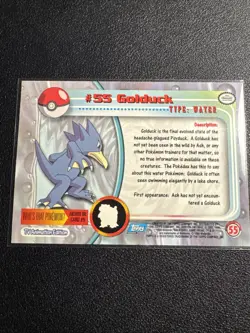 #55 Golduck
TYPE: WATER
Description:
Golduck is the final evolved state of the
headache-plagued Psyduck. A Golduck has
not yet been seen in the wild by Ash, or any
other Pokémon trainers for that matter, so
no true information is available on these
creatures. The Pokédex has this to say
about this water Pokémon: Golduck is often
seen swimming elegantly by a lake shore.
First appearance: Ash has not yet encoun-
tered a Golduck
WHO'S THAT POKÉMON?
TV Animation Edition
Topps
55